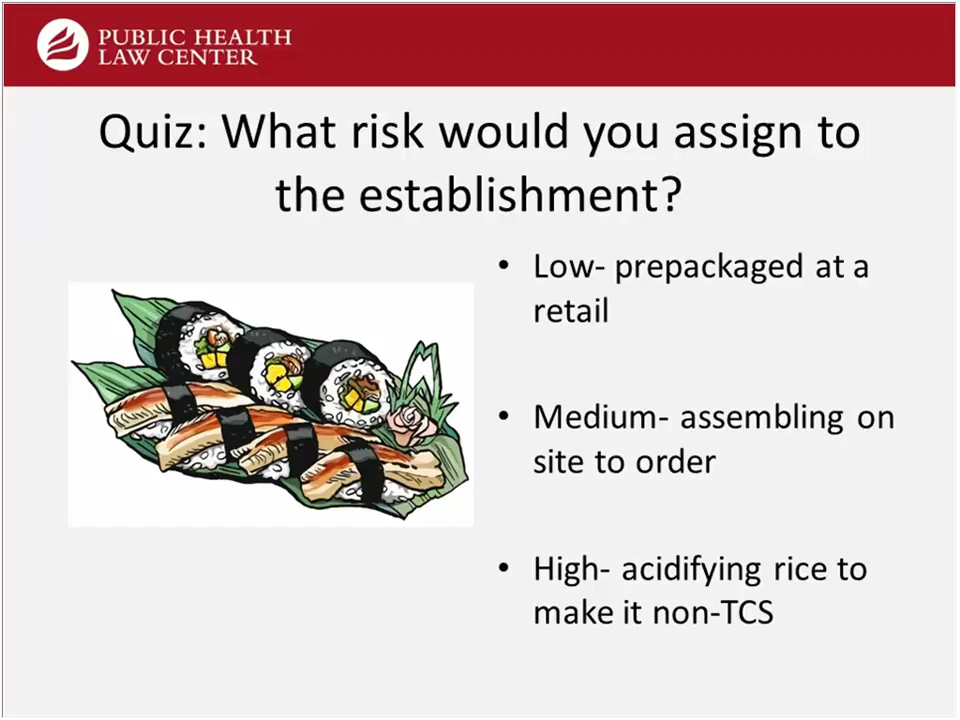 PUBLIC HEALTH
LAW CENTER
Quiz: What risk would you assign to
the establishment?
• Low- prepackaged at a
retail
• Medium- assembling on
site to order
• High- acidifying rice to
make it non-TCS